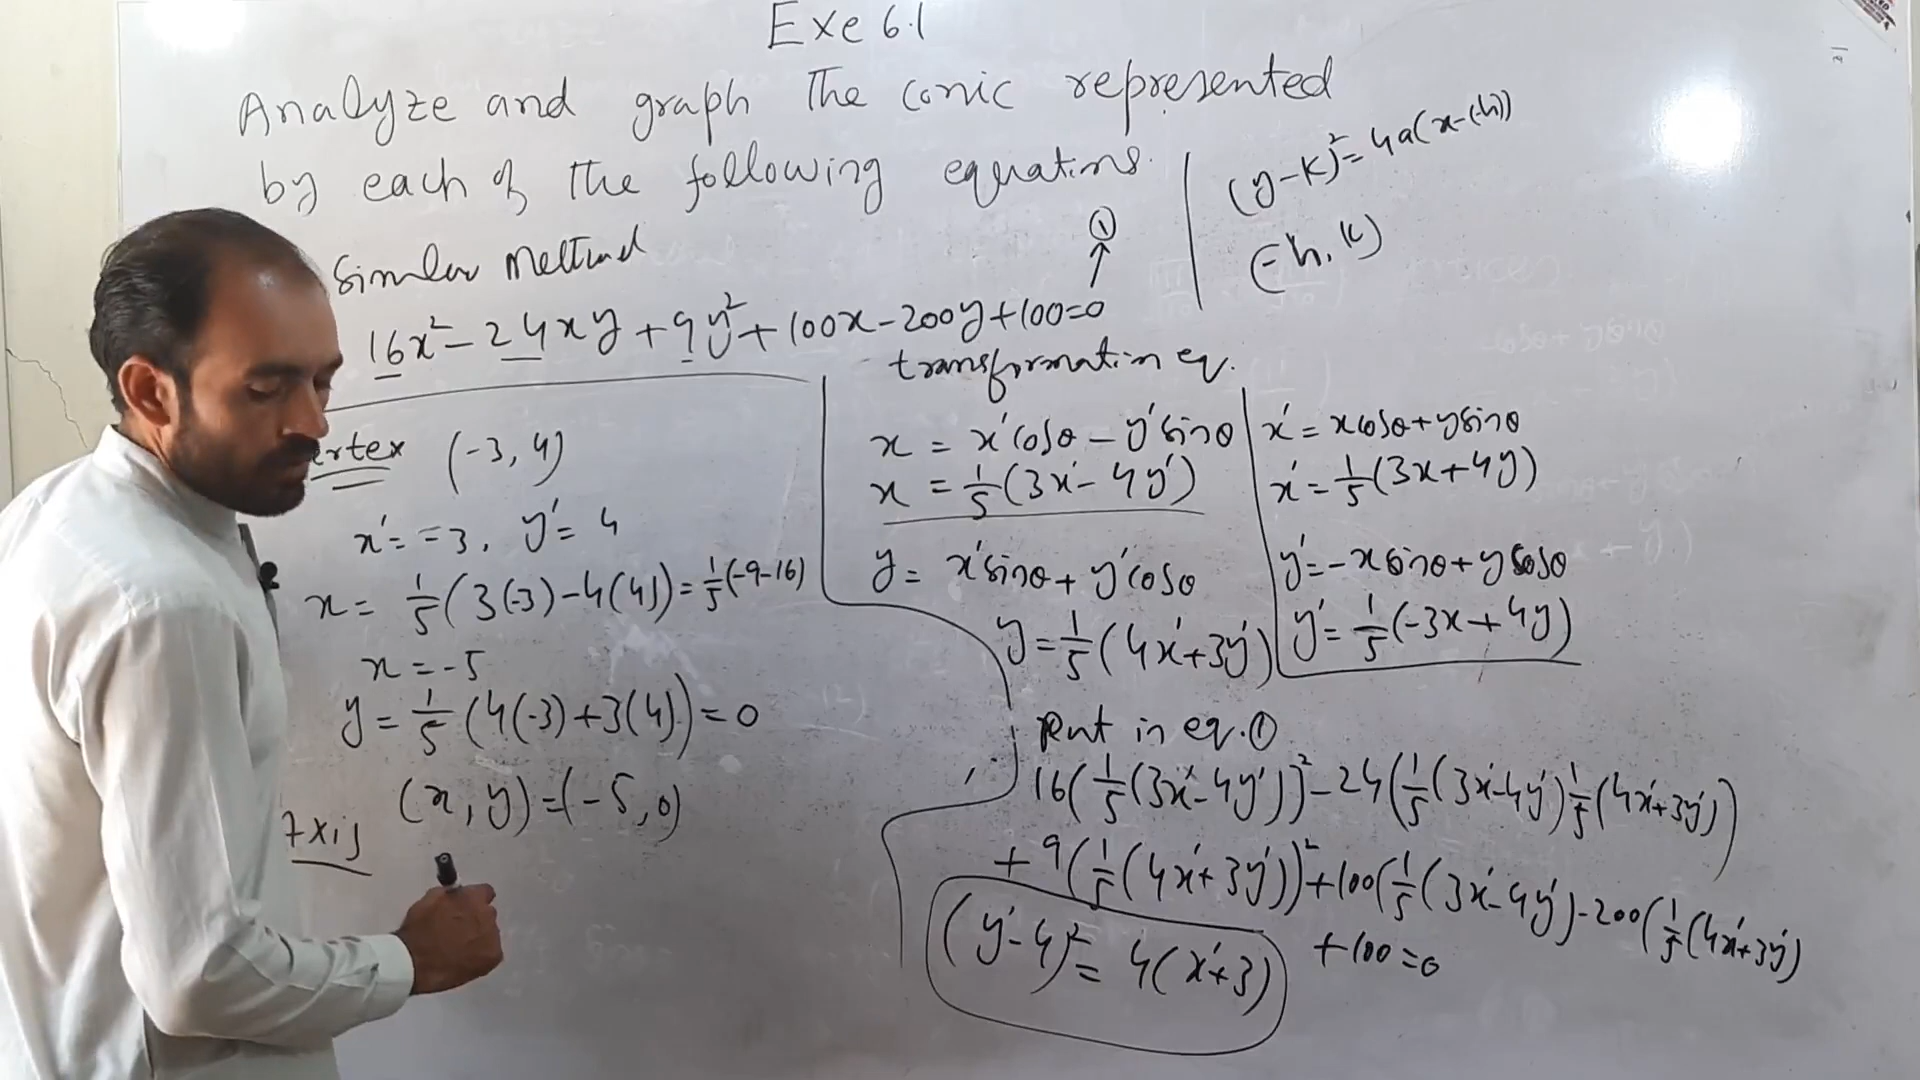 Exe 6.1
Analyze and graph The conic represented
by each of the following equations.
(y-k)²=4a(x-(-h))
(-h, k)
Similar Method
①
16x²-24xy+9y²+100x-200y+100=0
transformation eq.
vertex (-3, 4)
x'=-3, y'=4
x = 1/5(3(-3)-4(4))=1/5(-9-16)
x=-5
y=1/5(4(-3)+3(4))=0
(x, y)=(-5, 0)
Axis
x = x'cosθ - y'sinθ
x = 1/5(3x'-4y')
y = x'sinθ+y'cosθ
y=1/5(4x'+3y')
x'=xcosθ+ysinθ
x'=1/5(3x+4y)
y'=-xsinθ+ycosθ
y'=1/5(-3x+4y)
Put in eq.①
16(1/5(3x'-4y'))²-24(1/5(3x'-4y')1/5(4x'+3y'))
+9(1/5(4x'+3y'))²+100(1/5(3x'-4y')-200(1/5(4x'+3y')
+100=0
(y'-4)²=4(x'+3)